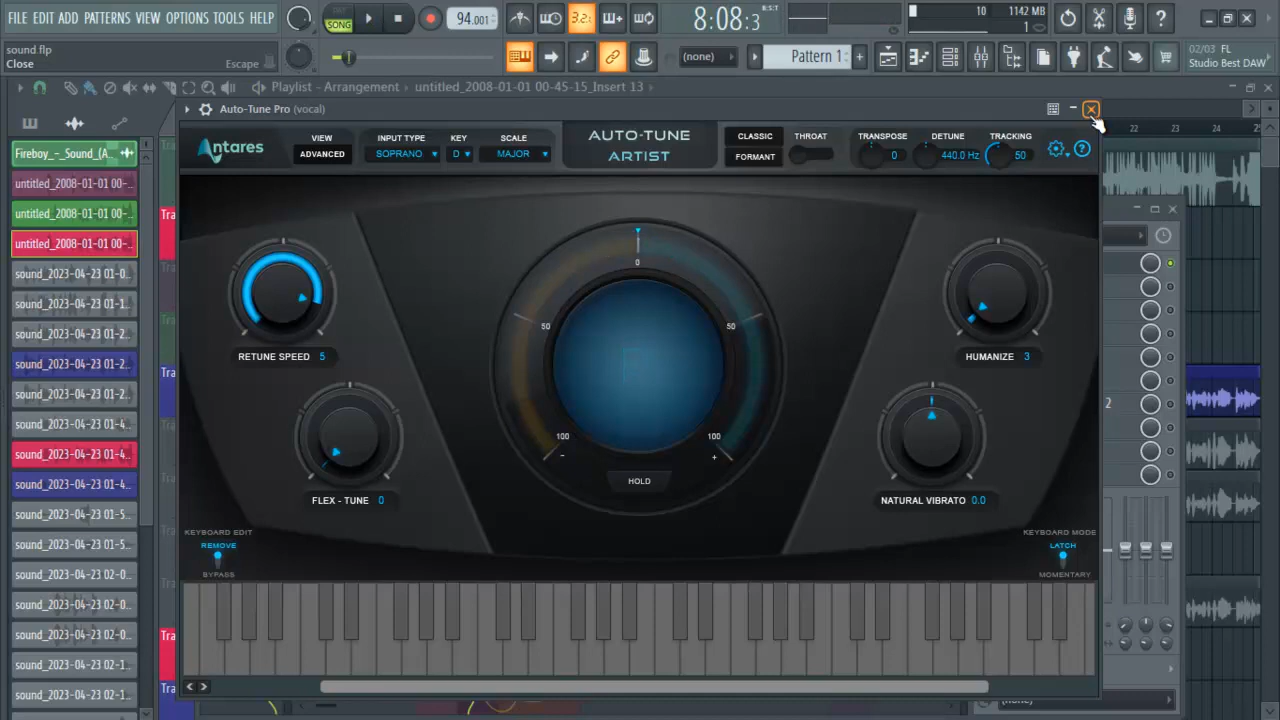 FILE EDIT ADD PATTERNS VIEW OPTIONS TOOLS HELP
SONG
94.001
3.2
8:08:3
B:S:T
10
1142 MB
1
sound flp
Close
Escape
(none)
Pattern 1
02/03 FL
Studio Best DAW
Playlist - Arrangement
untitled_2008-01-01 00-45-15_Insert 13
Auto-Tune Pro (vocal)
Antares
VIEW
ADVANCED
INPUT TYPE
SOPRANO
KEY
D
SCALE
MAJOR
AUTO-TUNE
ARTIST
CLASSIC
FORMANT
THROAT
TRANSPOSE
0
DETUNE
440.0 Hz
TRACKING
50
22
24
Fireboy_-_Sound_(A..
untitled_2008-01-01 00-..
untitled_2008-01-01 00-..
untitled_2008-01-01 00-..
sound_2023-04-23 01-0..
sound_2023-04-23 01-1..
sound_2023-04-23 01-2..
sound_2023-04-23 01-2..
sound_2023-04-23 01-2..
sound_2023-04-23 01-4..
sound_2023-04-23 01-4..
sound_2023-04-23 01-4..
sound_2023-04-23 01-5..
sound_2023-04-23 01-5..
sound_2023-04-23 02-0..
sound_2023-04-23 02-0..
sound_2023-04-23 02-0..
sound_2023-04-23 02-1..
sound_2023-04-23 02-1..
Tra
Tra
Tra
Tra
0
50
50
100
100
-
+
HOLD
RETUNE SPEED 5
FLEX - TUNE 0
HUMANIZE 3
NATURAL VIBRATO 0.0
2
KEYBOARD EDIT
REMOVE
BYPASS
KEYBOARD MODE
LATCH
MOMENTARY